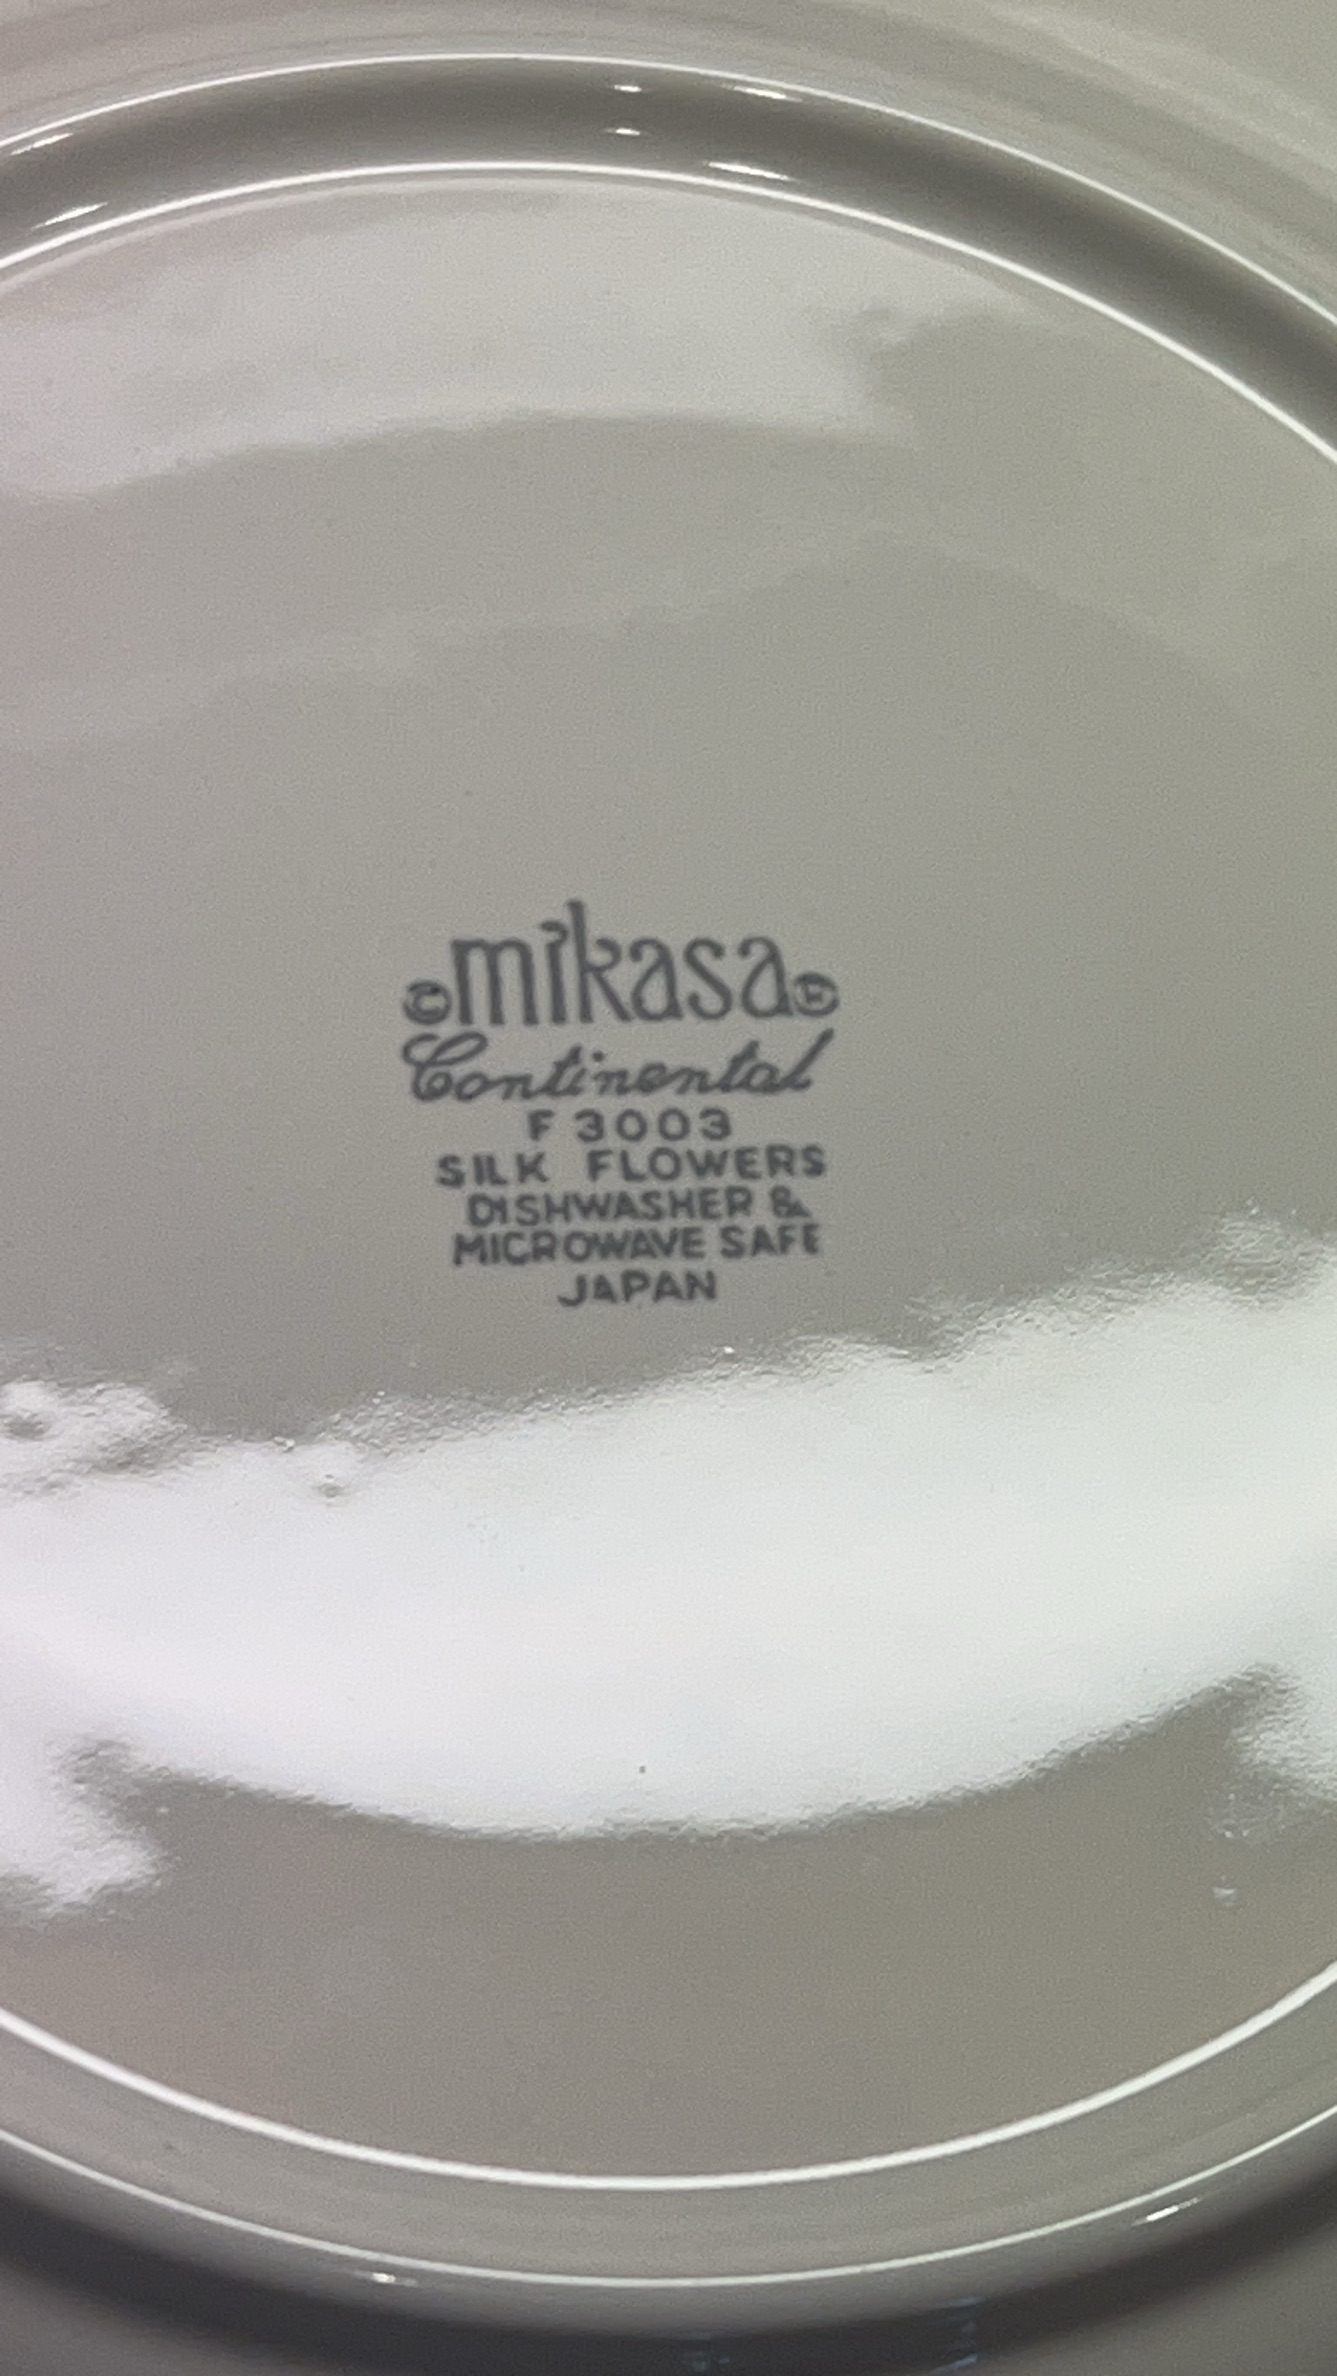 ©mikasa®
Continental
F 3003
SILK FLOWERS
DISHWASHER &
MICROWAVE SAFE
JAPAN